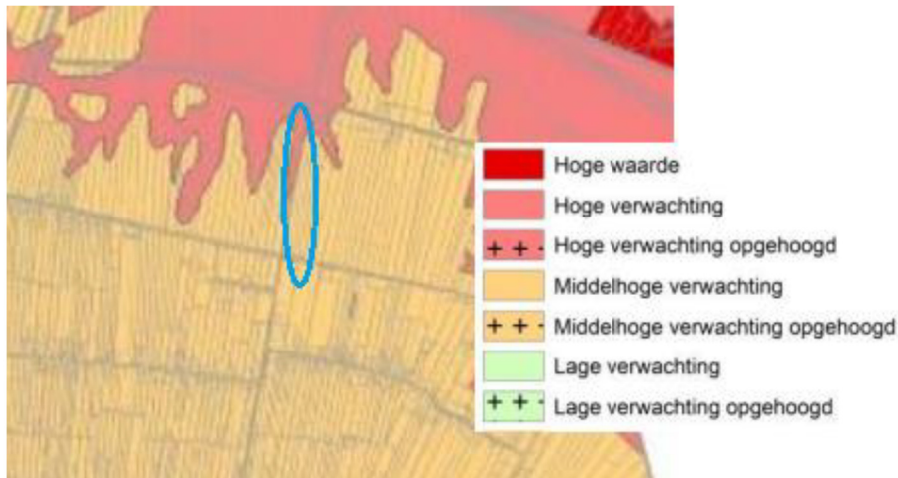 Hoge waarde
Hoge verwachting
Hoge verwachting opgehoogd
Middelhoge verwachting
Middelhoge verwachting opgehoogd
Lage verwachting
Lage verwachting opgehoogd